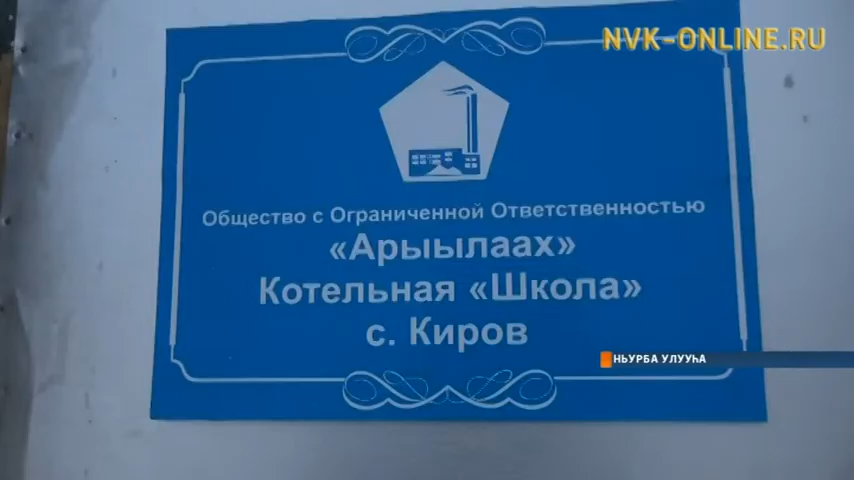 NVK-ONLINE.RU
Общество с Ограниченной Ответственностью
«Арыылаах»
Котельная «Школа»
с. Киров
НЬУРБА УЛУУҺА